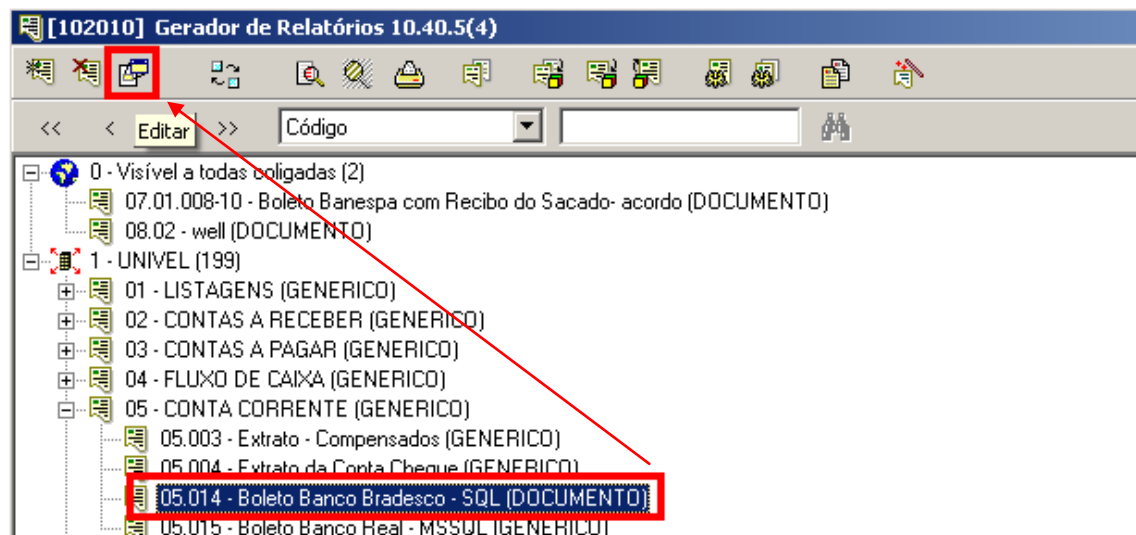 [102010] Gerador de Relatórios 10.40.5(4)
<< < Editar >> Código
0 - Visível a todas coligadas (2)
07.01.008-10 - Boleto Banespa com Recibo do Sacado- acordo (DOCUMENTO)
08.02 - well (DOCUMENTO)
1 - UNIVEL (199)
01 - LISTAGENS (GENERICO)
02 - CONTAS A RECEBER (GENERICO)
03 - CONTAS A PAGAR (GENERICO)
04 - FLUXO DE CAIXA (GENERICO)
05 - CONTA CORRENTE (GENERICO)
05.003 - Extrato - Compensados (GENERICO)
05.004 - Extrato da Conta Cheque (GENERICO)
05.014 - Boleto Banco Bradesco - SQL (DOCUMENTO)
05.015 - Boleto Banco Real - MSSQL (GENERICO)